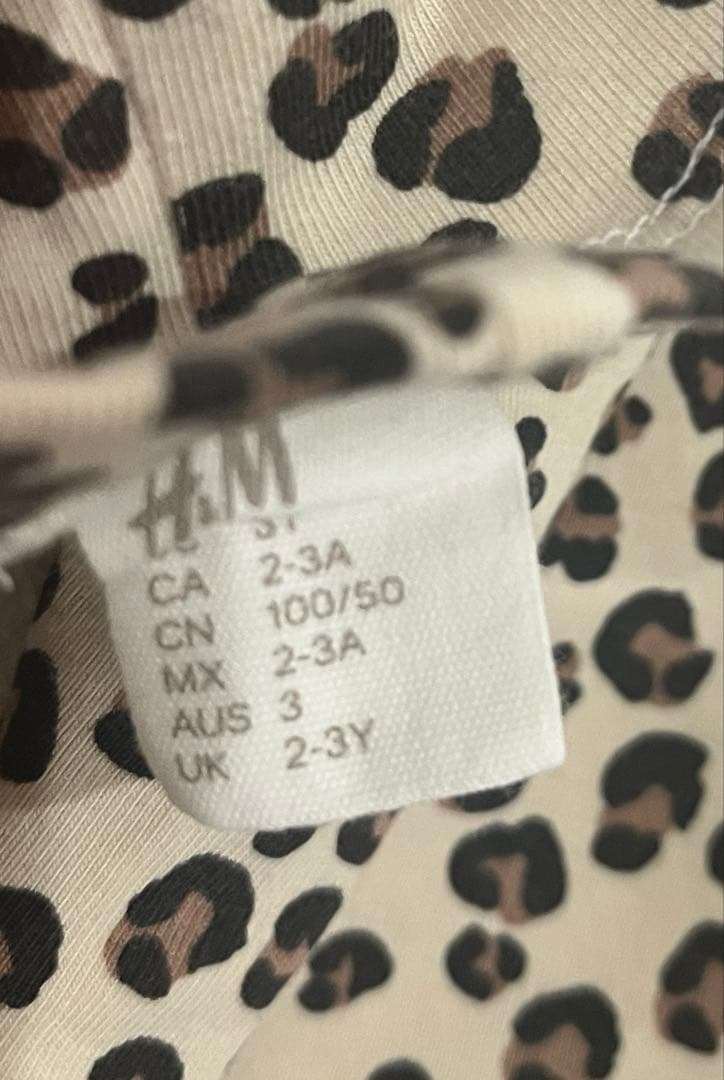 H&M
CA 2-3A
CN 100/50
MX 2-3A
AUS 3
UK 2-3Y